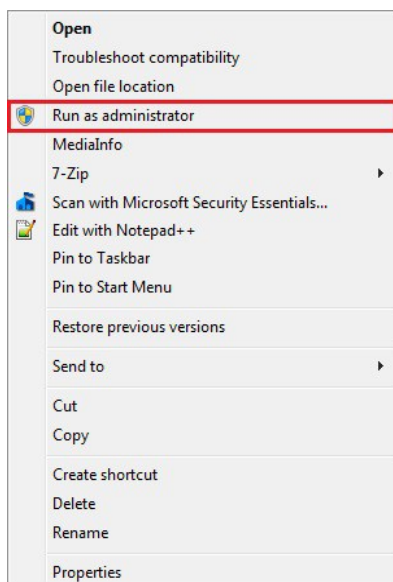 Open
Troubleshoot compatibility
Open file location
Run as administrator
MediaInfo
7-Zip
Scan with Microsoft Security Essentials...
Edit with Notepad++
Pin to Taskbar
Pin to Start Menu
Restore previous versions
Send to
Cut
Copy
Create shortcut
Delete
Rename
Properties